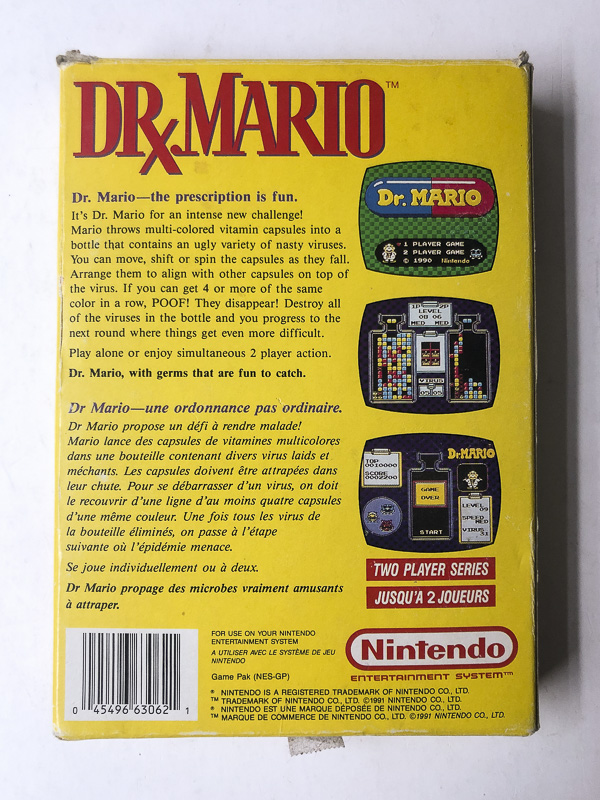 DRxMARIO™
Dr. Mario—the prescription is fun.
It's Dr. Mario for an intense new challenge!
Mario throws multi-colored vitamin capsules into a
bottle that contains an ugly variety of nasty viruses.
You can move, shift or spin the capsules as they fall.
Arrange them to align with other capsules on top of
the virus. If you can get 4 or more of the same
color in a row, POOF! They disappear! Destroy all
of the viruses in the bottle and you progress to the
next round where things get even more difficult.
Play alone or enjoy simultaneous 2 player action.
Dr. Mario, with germs that are fun to catch.
Dr Mario—une ordonnance pas ordinaire.
Dr Mario propose un défi à rendre malade!
Mario lance des capsules de vitamines multicolores
dans une bouteille contenant divers virus laids et
méchants. Les capsules doivent être attrapées dans
leur chute. Pour se débarrasser d'un virus, on doit
le recouvrir d'une ligne d'au moins quatre capsules
d'une même couleur. Une fois tous les virus de
la bouteille éliminés, on passe à l'étape
suivante où l'épidémie menace.
Se joue individuellement ou à deux.
Dr Mario propage des microbes vraiment amusants
à attraper.
Dr. MARIO
1 PLAYER GAME
2 PLAYER GAME
© 1990 Nintendo
1P 2P
LEVEL
08 06
MED MED
VIRUS
05 05
Dr. MARIO
TOP
0010000
SCORE
0002200
GAME
OVER
START
LEVEL
09
SPEED
MED
VIRUS
31
TWO PLAYER SERIES
JUSQU'A 2 JOUEURS
0 45496 63062 1
FOR USE ON YOUR NINTENDO
ENTERTAINMENT SYSTEM
A UTILISER AVEC LE SYSTÈME DE JEU
NINTENDO
Game Pak (NES-GP)
Nintendo®
ENTERTAINMENT SYSTEM™
® NINTENDO IS A REGISTERED TRADEMARK OF NINTENDO CO., LTD.
™ TRADEMARK OF NINTENDO CO., LTD. ©1991 NINTENDO CO., LTD.
® NINTENDO EST UNE MARQUE DÉPOSÉE DE NINTENDO CO., LTD.
™ MARQUE DE COMMERCE DE NINTENDO CO., LTD. ©1991 NINTENDO CO., LTD.